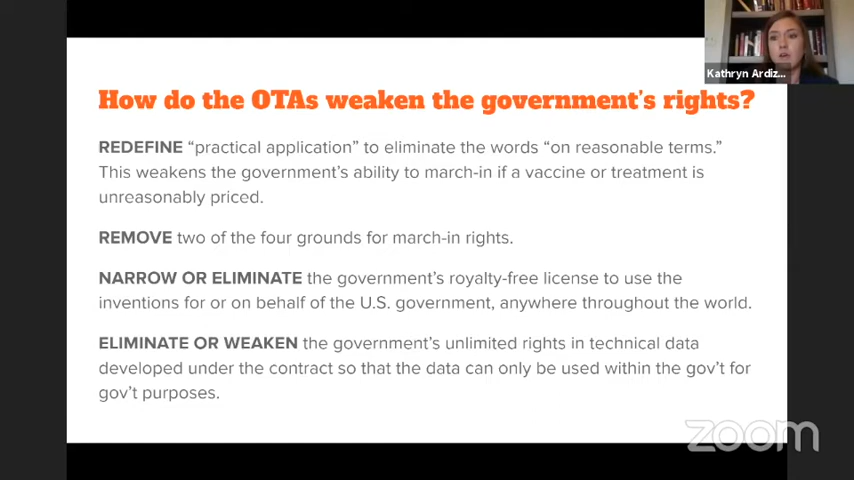 Kathryn Ardiz...
How do the OTAs weaken the government's rights?
REDEFINE “practical application” to eliminate the words “on reasonable terms.”
This weakens the government's ability to march-in if a vaccine or treatment is
unreasonably priced.
REMOVE two of the four grounds for march-in rights.
NARROW OR ELIMINATE the government's royalty-free license to use the
inventions for or on behalf of the U.S. government, anywhere throughout the world.
ELIMINATE OR WEAKEN the government's unlimited rights in technical data
developed under the contract so that the data can only be used within the gov't for
gov't purposes.
zoom